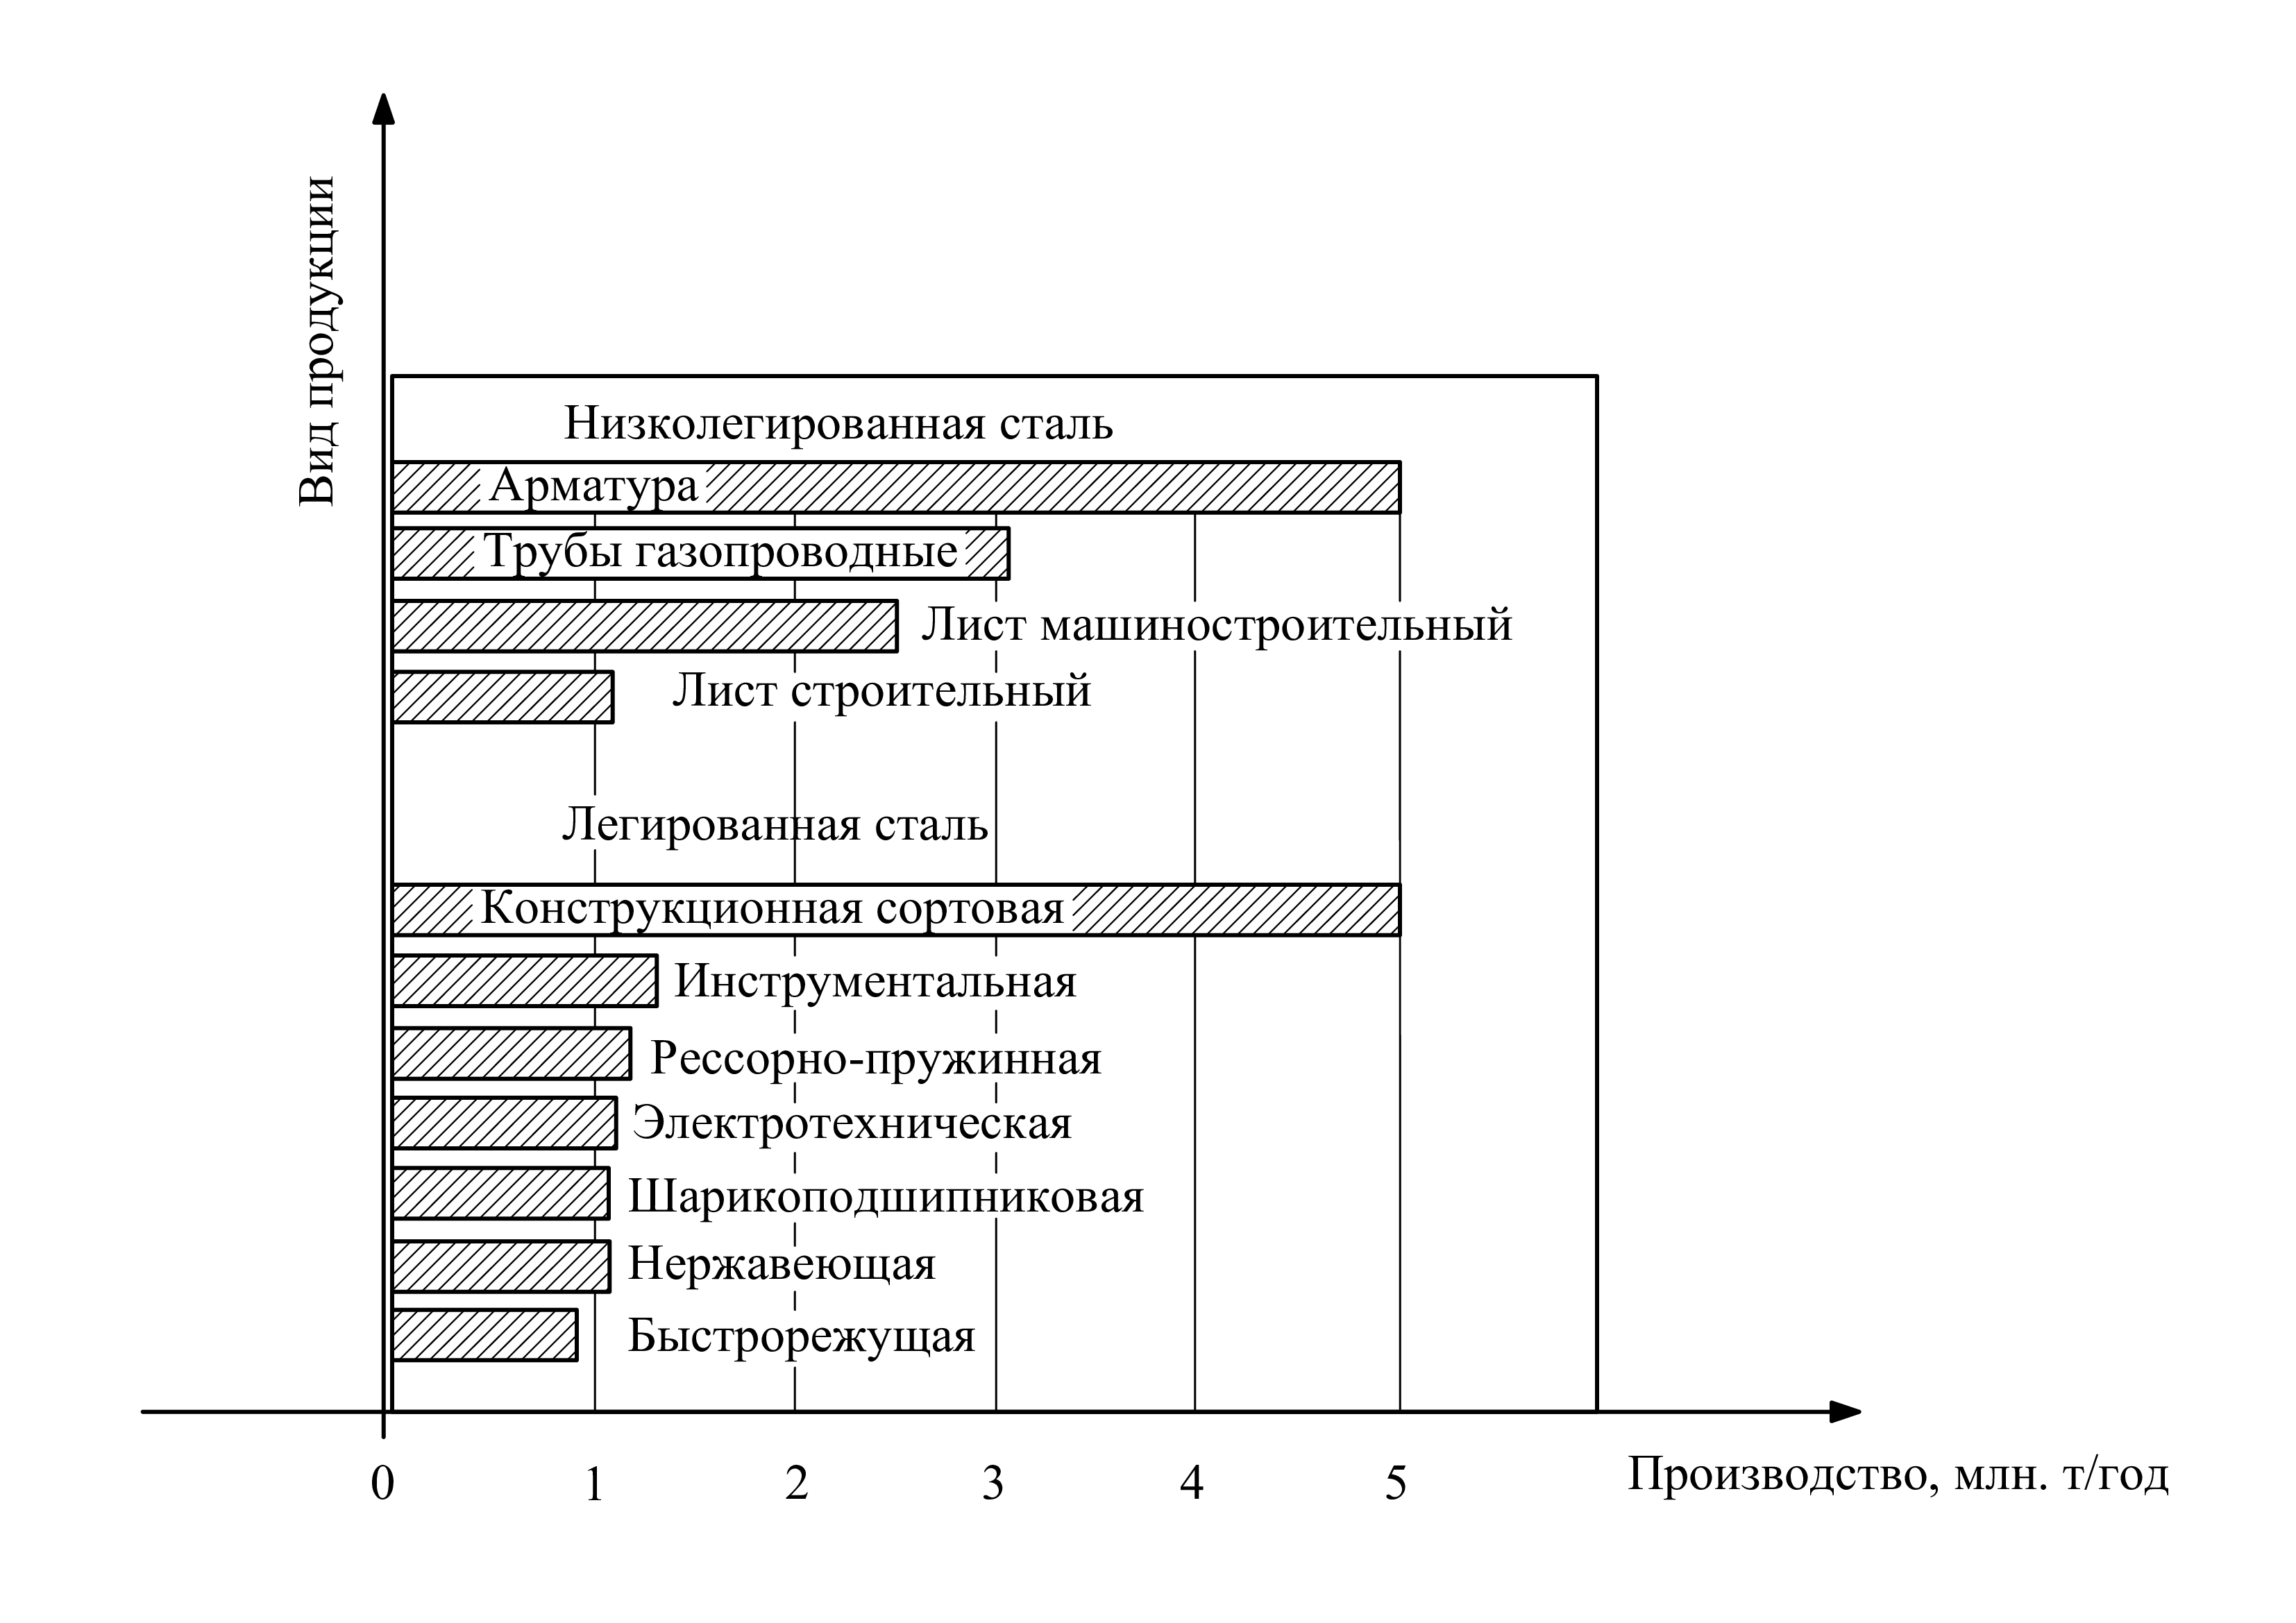 Вид продукции
Низколегированная сталь
Арматура
Трубы газопроводные
Лист машиностроительный
Лист строительный
Легированная сталь
Конструкционная сортовая
Инструментальная
Рессорно-пружинная
Электротехническая
Шарикоподшипниковая
Нержавеющая
Быстрорежущая
0 1 2 3 4 5 Производство, млн. т/год